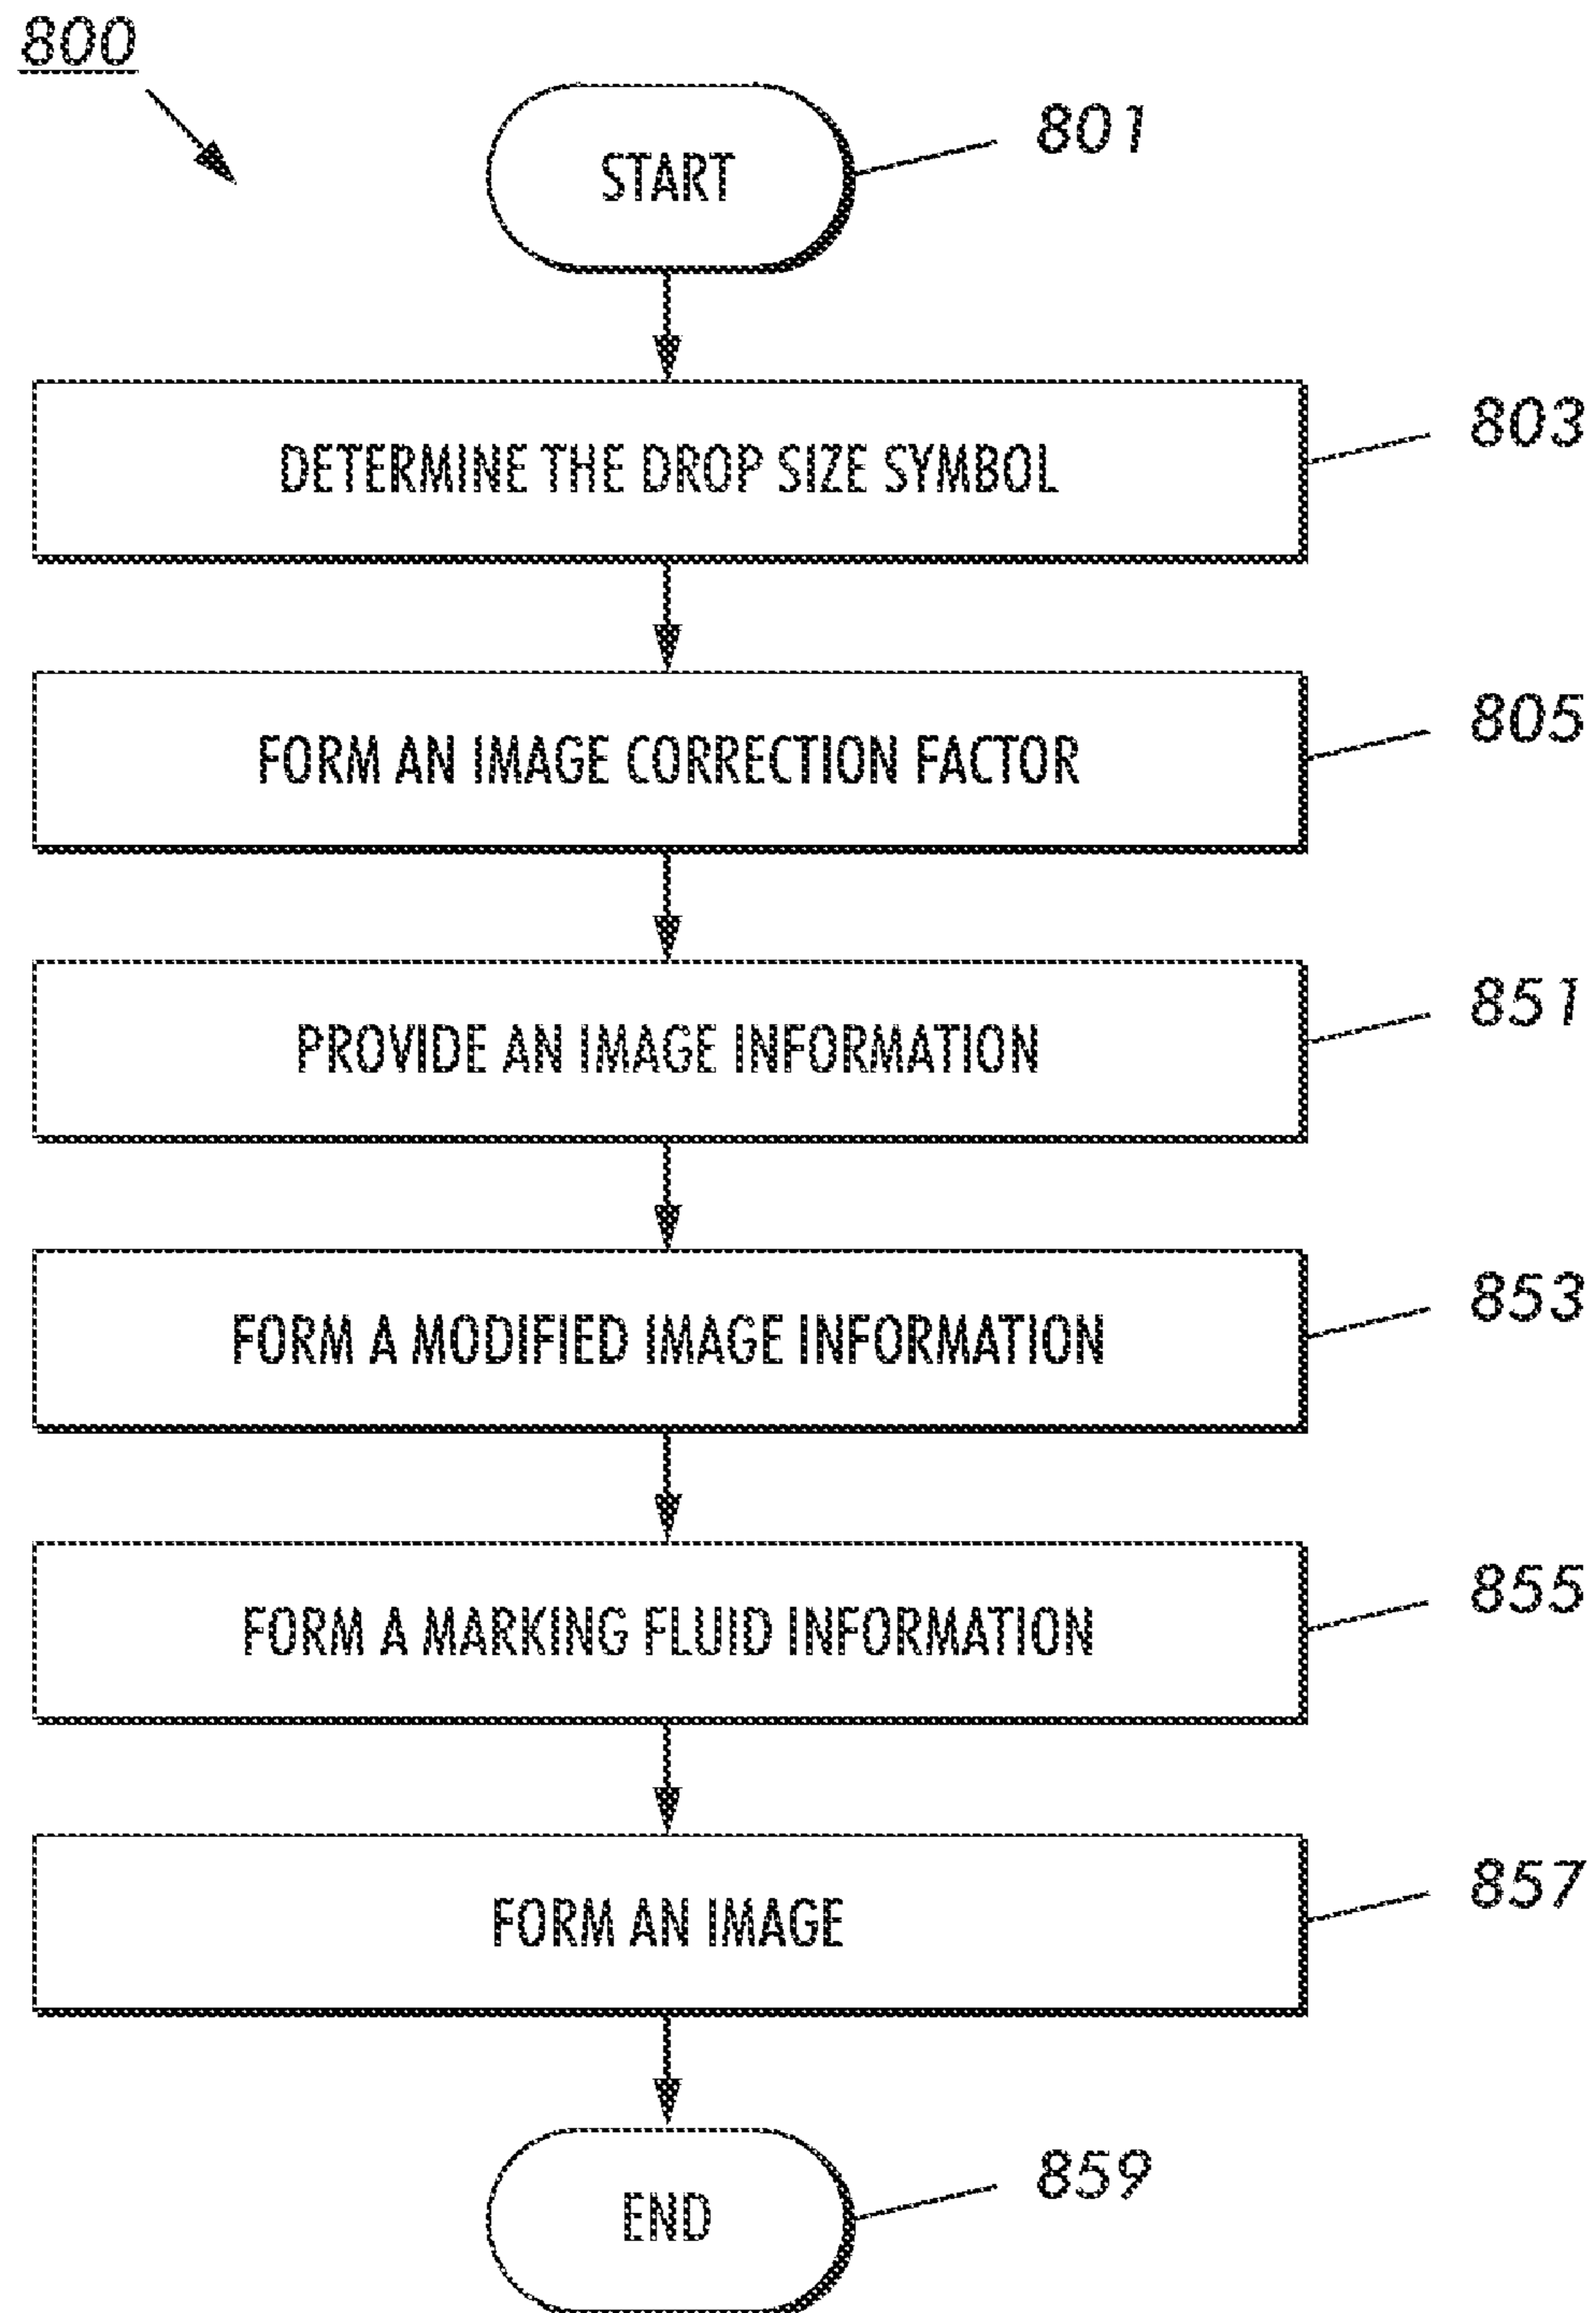 800
START
801
DETERMINE THE DROP SIZE SYMBOL
803
FORM AN IMAGE CORRECTION FACTOR
805
PROVIDE AN IMAGE INFORMATION
851
FORM A MODIFIED IMAGE INFORMATION
853
FORM A MARKING FLUID INFORMATION
855
FORM AN IMAGE
857
END
859